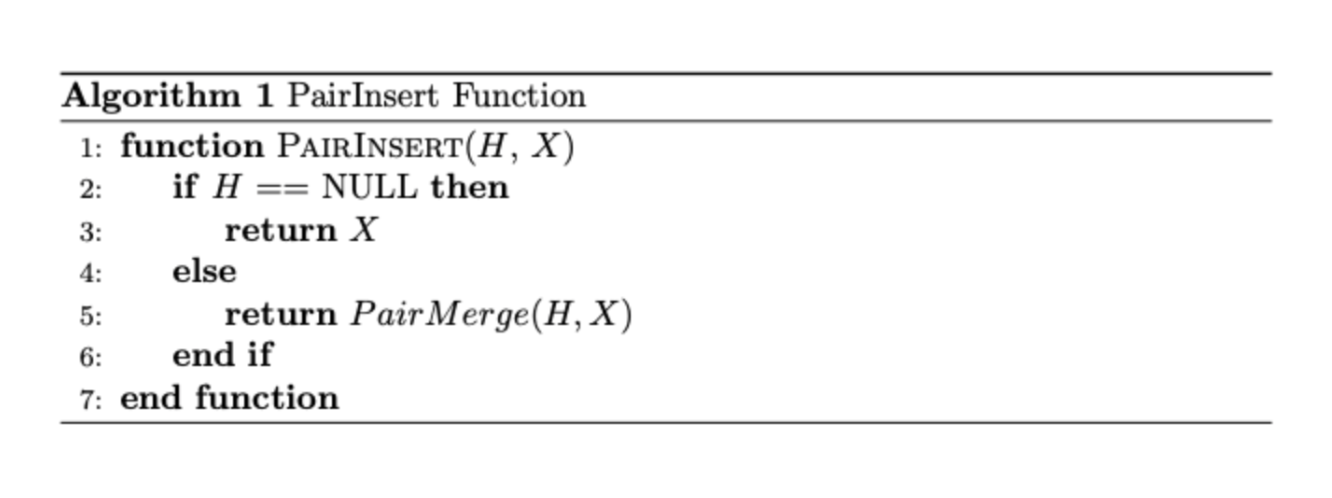 Algorithm 1 PairInsert Function
1: function PAIRINSERT(H, X)
2: if H == NULL then
3: return X
4: else
5: return PairMerge(H, X)
6: end if
7: end function